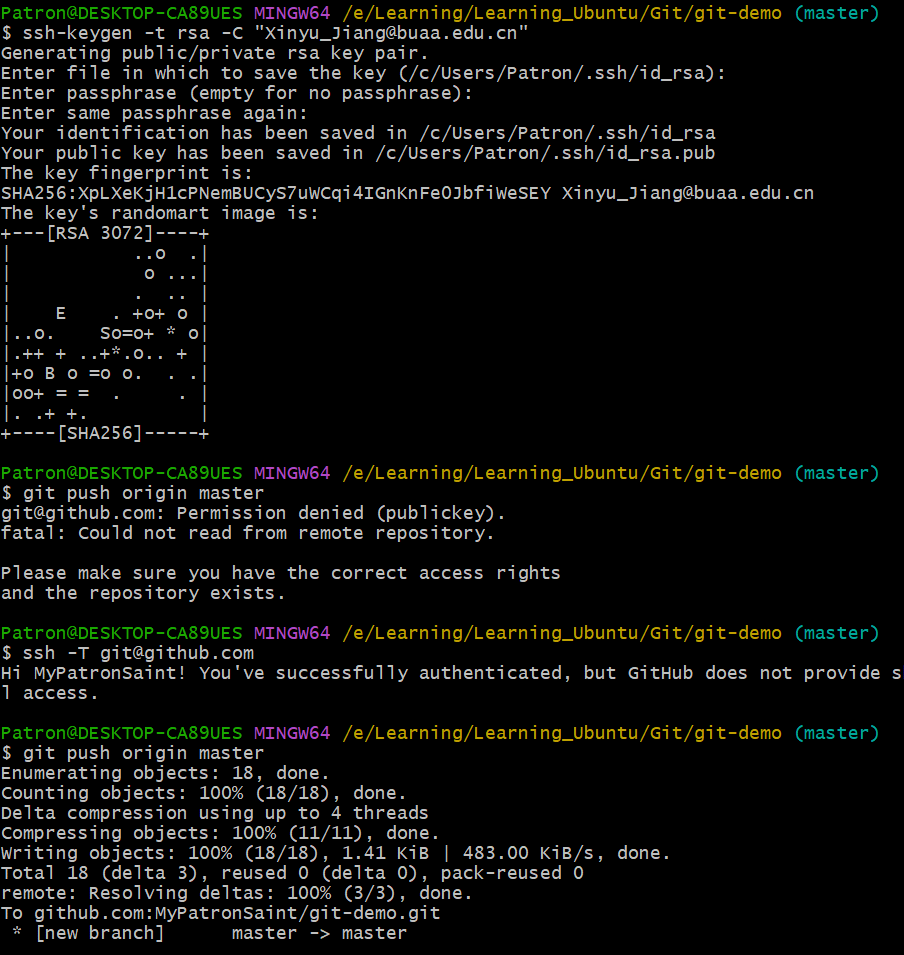 Patron@DESKTOP-CA89UES MINGW64 /e/Learning/Learning_Ubuntu/Git/git-demo (master)
$ ssh-keygen -t rsa -C "Xinyu_Jiang@buaa.edu.cn"
Generating public/private rsa key pair.
Enter file in which to save the key (/c/Users/Patron/.ssh/id_rsa):
Enter passphrase (empty for no passphrase):
Enter same passphrase again:
Your identification has been saved in /c/Users/Patron/.ssh/id_rsa
Your public key has been saved in /c/Users/Patron/.ssh/id_rsa.pub
The key fingerprint is:
SHA256:XpLXeKjH1cPNemBUCyS7uWCqi4IGnKnFe0JbfiWeSEY Xinyu_Jiang@buaa.edu.cn
The key's randomart image is:
+---[RSA 3072]----+
|           ..o  .|
|            o ...|
|           .  .. |
|    E    . +o+ o |
|..o.    So=o+ * o|
|.++ + ..+*.o.. + |
|+o B o =o o.  . .|
|oo+ = =  .     . |
|. .+ +.          |
+----[SHA256]-----+
Patron@DESKTOP-CA89UES MINGW64 /e/Learning/Learning_Ubuntu/Git/git-demo (master)
$ git push origin master
git@github.com: Permission denied (publickey).
fatal: Could not read from remote repository.
Please make sure you have the correct access rights
and the repository exists.
Patron@DESKTOP-CA89UES MINGW64 /e/Learning/Learning_Ubuntu/Git/git-demo (master)
$ ssh -T git@github.com
Hi MyPatronSaint! You've successfully authenticated, but GitHub does not provide s
l access.
Patron@DESKTOP-CA89UES MINGW64 /e/Learning/Learning_Ubuntu/Git/git-demo (master)
$ git push origin master
Enumerating objects: 18, done.
Counting objects: 100% (18/18), done.
Delta compression using up to 4 threads
Compressing objects: 100% (11/11), done.
Writing objects: 100% (18/18), 1.41 KiB | 483.00 KiB/s, done.
Total 18 (delta 3), reused 0 (delta 0), pack-reused 0
remote: Resolving deltas: 100% (3/3), done.
To github.com:MyPatronSaint/git-demo.git
 * [new branch]      master -> master